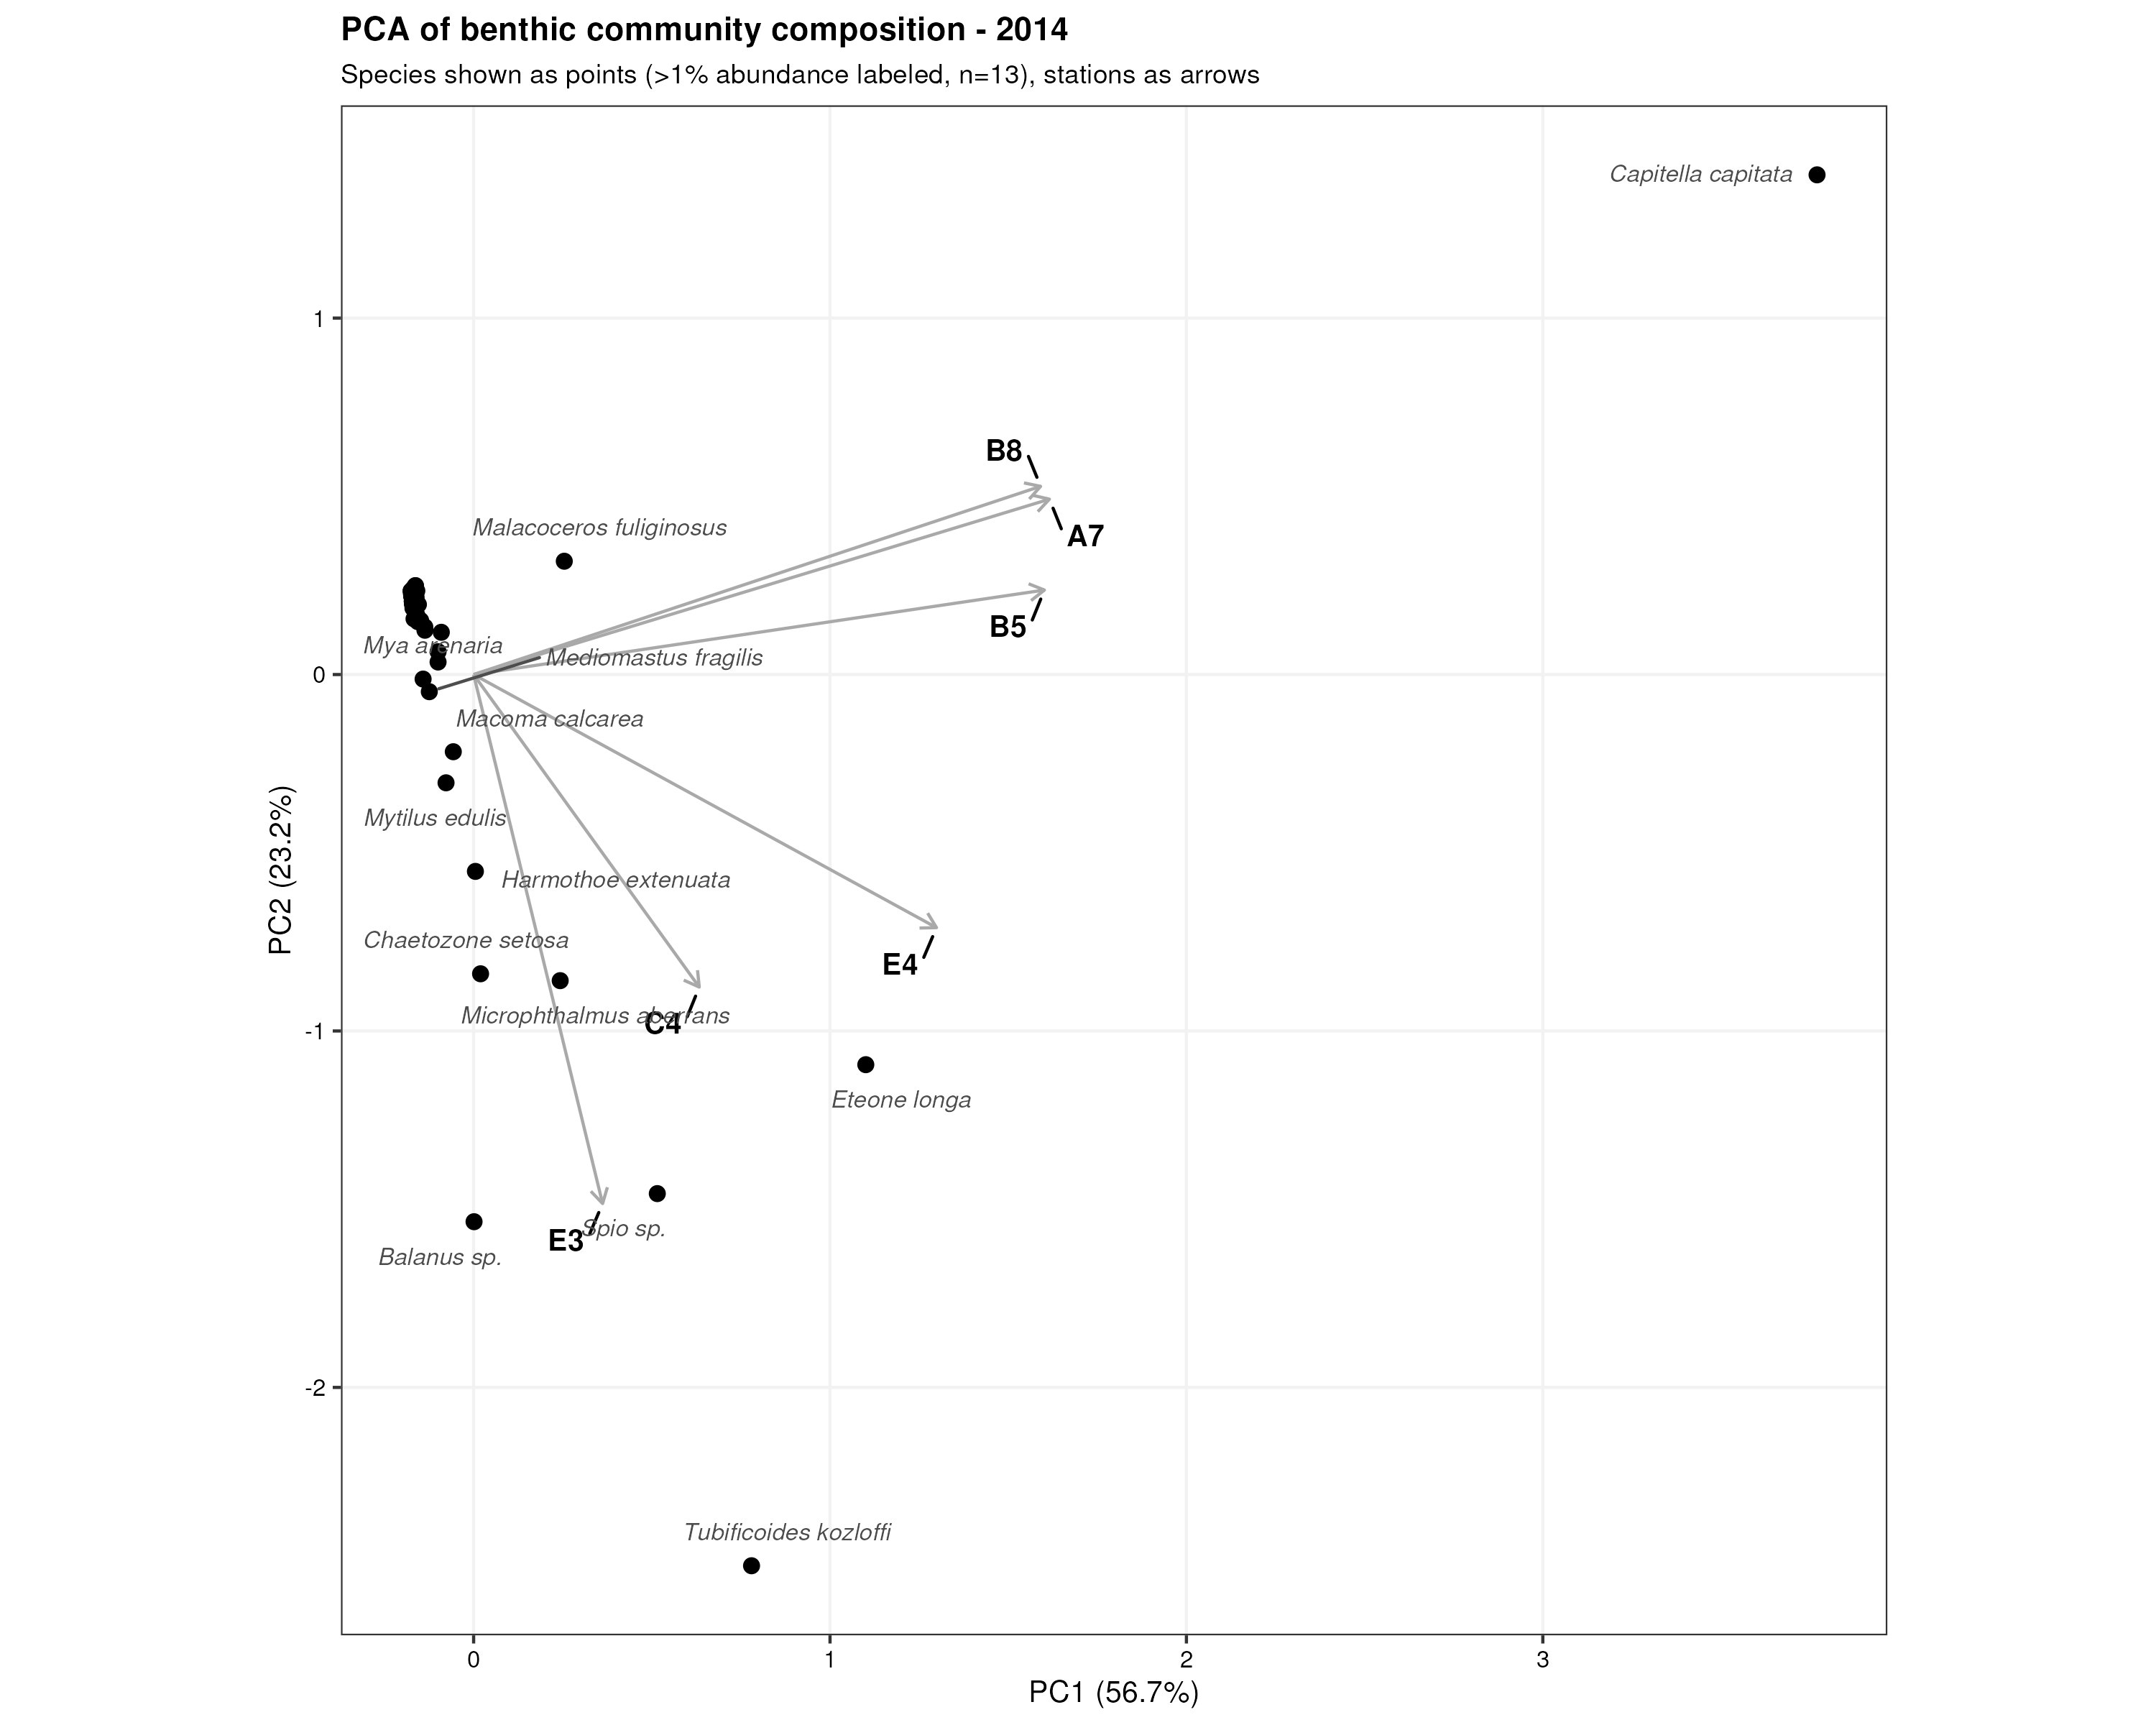 PCA of benthic community composition - 2014
Species shown as points (>1% abundance labeled, n=13), stations as arrows
Capitella capitata
1
B8
Malacoceros fuliginosus
A7
B5
Mya arenaria
Mediomastus fragilis
0
Macoma calcarea
Mytilus edulis
Harmothoe extenuata
Chaetozone setosa
E4
Microphthalmus aberrans
C4
-1
Eteone longa
Spio sp.
E3
Balanus sp.
-2
Tubificoides kozloffi
0
1
2
3
PC1 (56.7%)
PC2 (23.2%)